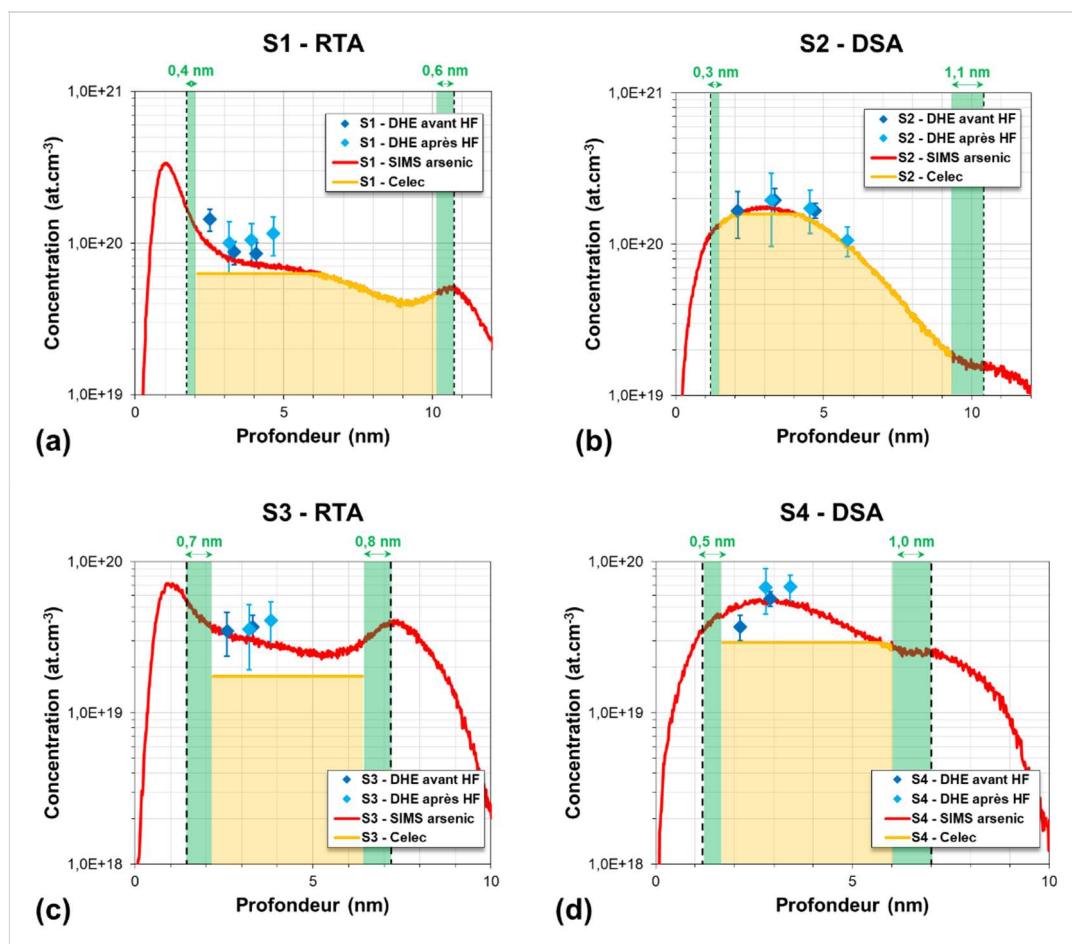 S1 - RTA
0,4 nm
0,6 nm
1,0E+21
1,0E+20
1,0E+19
Concentration (at.cm⁻³)
S1 - DHE avant HF
S1 - DHE après HF
S1 - SIMS arsenic
S1 - Celec
0
5
10
Profondeur (nm)
(a)
S2 - DSA
0,3 nm
1,1 nm
1,0E+21
1,0E+20
1,0E+19
Concentration (at.cm⁻³)
S2 - DHE avant HF
S2 - DHE après HF
S2 - SIMS arsenic
S2 - Celec
0
5
10
Profondeur (nm)
(b)
S3 - RTA
0,7 nm
0,8 nm
1,0E+20
1,0E+19
1,0E+18
Concentration (at.cm⁻³)
S3 - DHE avant HF
S3 - DHE après HF
S3 - SIMS arsenic
S3 - Celec
0
5
10
Profondeur (nm)
(c)
S4 - DSA
0,5 nm
1,0 nm
1,0E+20
1,0E+19
1,0E+18
Concentration (at.cm⁻³)
S4 - DHE avant HF
S4 - DHE après HF
S4 - SIMS arsenic
S4 - Celec
0
5
10
Profondeur (nm)
(d)